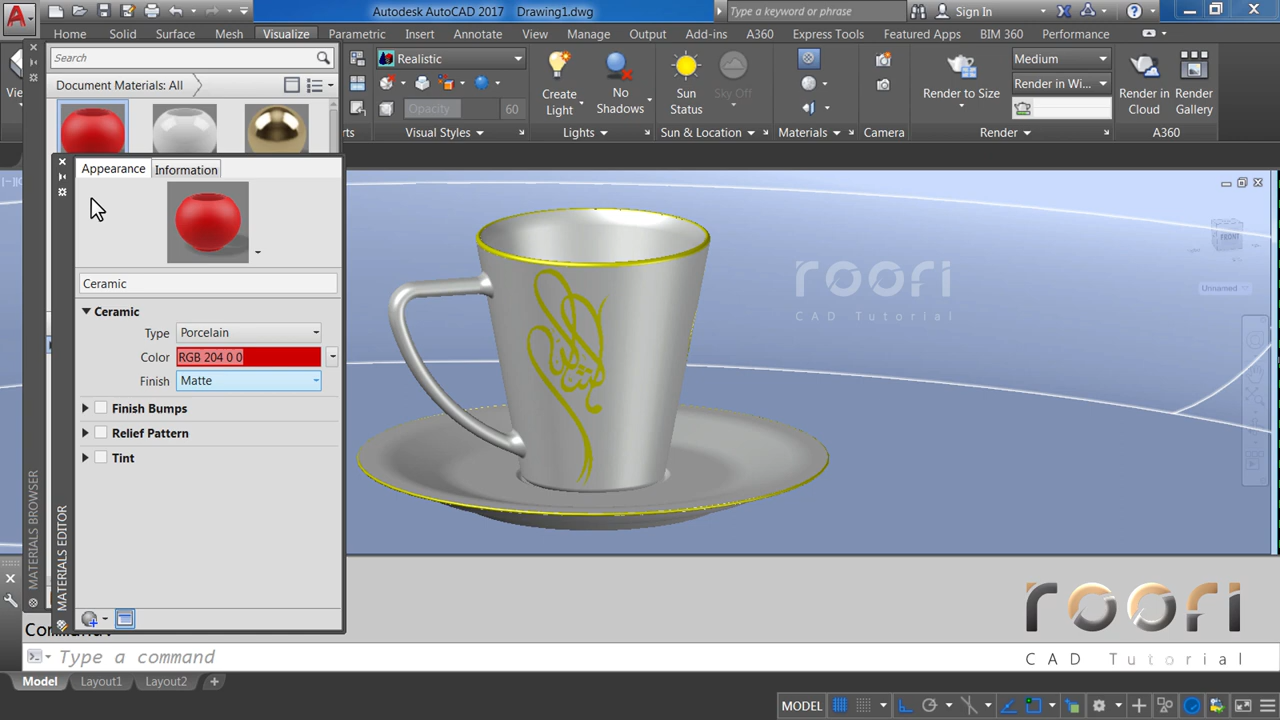 Autodesk AutoCAD 2017 Drawing1.dwg
Type a keyword or phrase
Sign In
Home Solid Surface Mesh Visualize Parametric Insert Annotate View Manage Output Add-ins A360 Express Tools Featured Apps BIM 360 Performance
Search
Document Materials: All
Realistic
Opacity 60
Visual Styles
Create Light
No Shadows
Lights
Sun Status
Sky Off
Sun & Location
Materials
Camera
Render to Size
Medium
Render in Wi...
Render
Render in Cloud
Render Gallery
A360
Appearance
Information
Ceramic
Ceramic
Type Porcelain
Color RGB 204 0 0
Finish Matte
Finish Bumps
Relief Pattern
Tint
MATERIALS BROWSER
MATERIALS EDITOR
FRONT
Unnamed
roori
CAD Tutorial
roori
CAD Tutorial
Type a command
Model Layout1 Layout2
MODEL